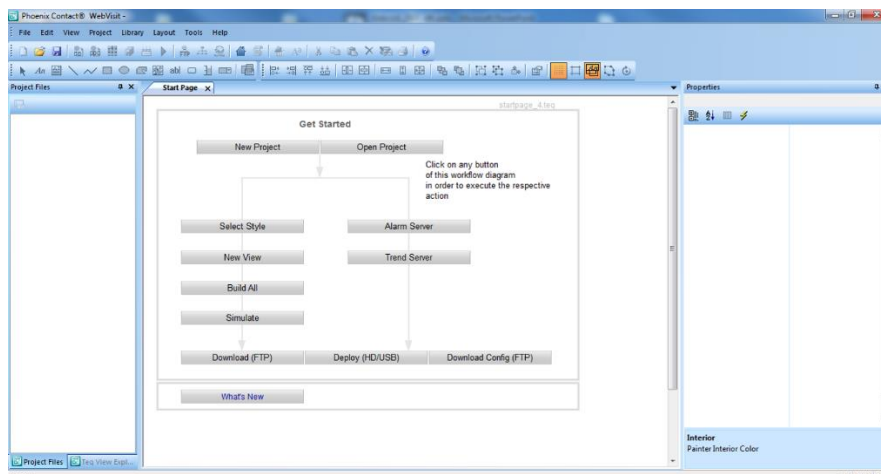 Phoenix Contact® WebVisit -
File Edit View Project Library Layout Tools Help
Project Files
Start Page
Properties
startpage_4.teq
Get Started
New Project
Open Project
Click on any button
of this workflow diagram
in order to execute the respective
action
Select Style
Alarm Server
New View
Trend Server
Build All
Simulate
Download (FTP)
Deploy (HD/USB)
Download Config (FTP)
What's New
Interior
Painter Interior Color
Project Files
Teq View Expl...